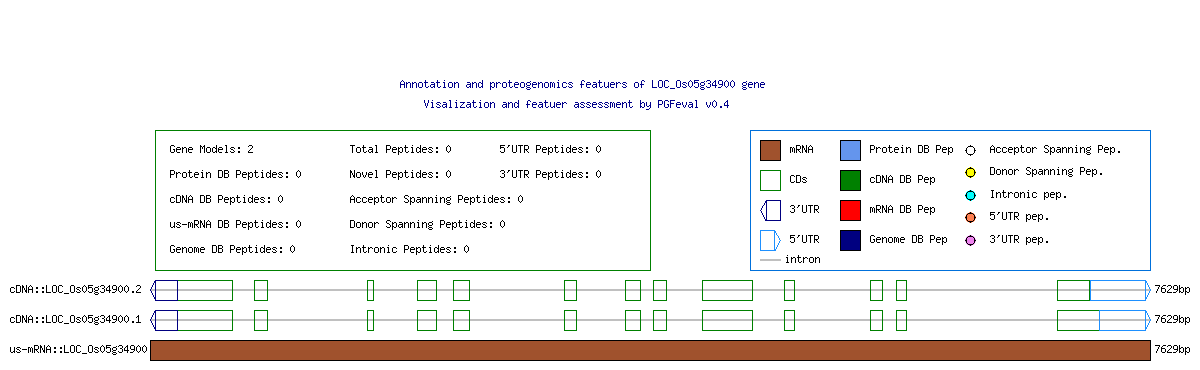 Annotation and proteogenomics featuers of LOC_Os05g34900 gene
Visalization and featuer assessment by PGFeval v0.4
Gene Models: 2 Total Peptides: 0 5'UTR Peptides: 0
Protein DB Peptides: 0 Novel Peptides: 0 3'UTR Peptides: 0
cDNA DB Peptides: 0 Acceptor Spanning Peptides: 0
us-mRNA DB Peptides: 0 Donor Spanning Peptides: 0
Genome DB Peptides: 0 Intronic Peptides: 0
mRNA Protein DB Pep Acceptor Spanning Pep.
CDs cDNA DB Pep Donor Spanning Pep.
3'UTR mRNA DB Pep Intronic pep.
5'UTR Genome DB Pep 5'UTR pep.
intron 3'UTR pep.
cDNA::LOC_Os05g34900.2 7629bp
cDNA::LOC_Os05g34900.1 7629bp
us-mRNA::LOC_Os05g34900 7629bp